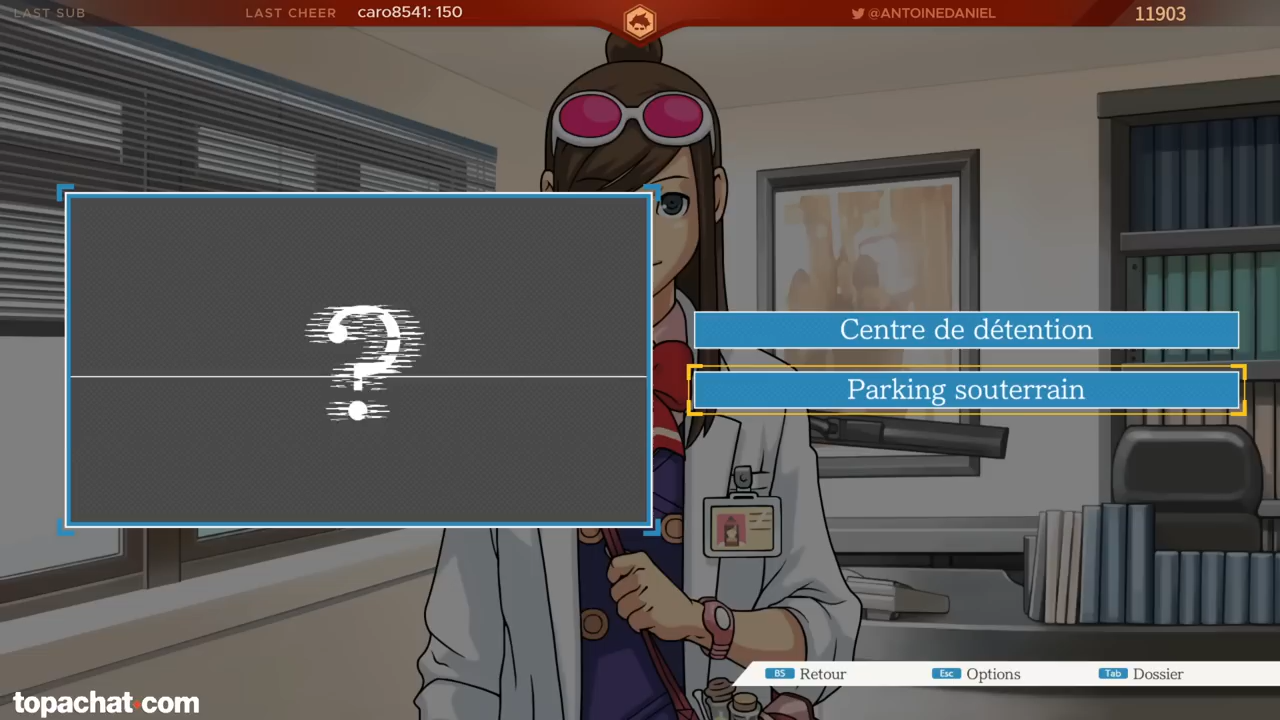 LAST SUB
LAST CHEER caro8541: 150
@ANTOINEDANIEL
11903
?
Centre de détention
Parking souterrain
BS Retour
Esc Options
Tab Dossier
topachat.com